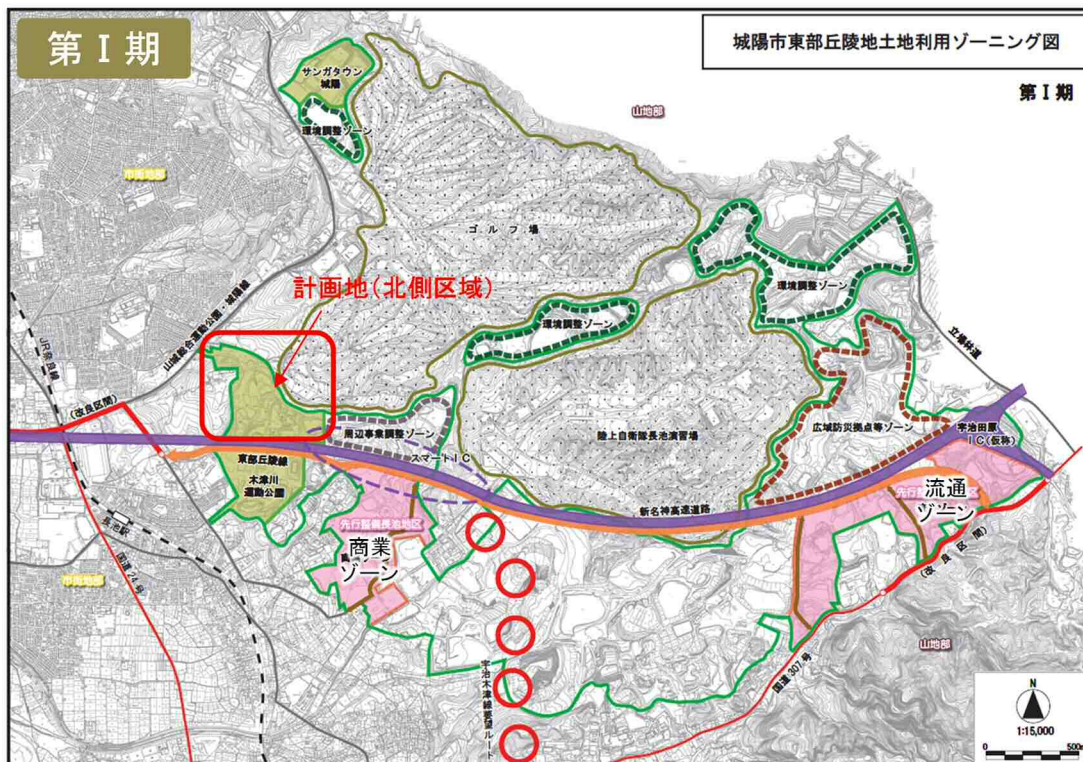 第Ⅰ期
城陽市東部丘陵地土地利用ゾーニング図
第Ⅰ期
サンガタウン
城陽
環境調整ゾーン
山地部
市街地部
ゴルフ場
計画地(北側区域)
環境調整ゾーン
環境調整ゾーン
山城総合運動公園・城陽線
JR奈良線
立場林道
(改良区間)
周辺事業調整ゾーン
スマートIC
陸上自衛隊長池演習場
広域防災拠点等ゾーン
宇治田原
IC(仮称)
東部丘陵線
木津川
運動公園
新名神高速道路
先行整備長池地区
商業
ゾーン
流通
ゾーン
(改良区間)
長池駅
国道24号
市街地部
宇治木津線要望ルート
国道307号
山地部
N
1:15,000
0
500m